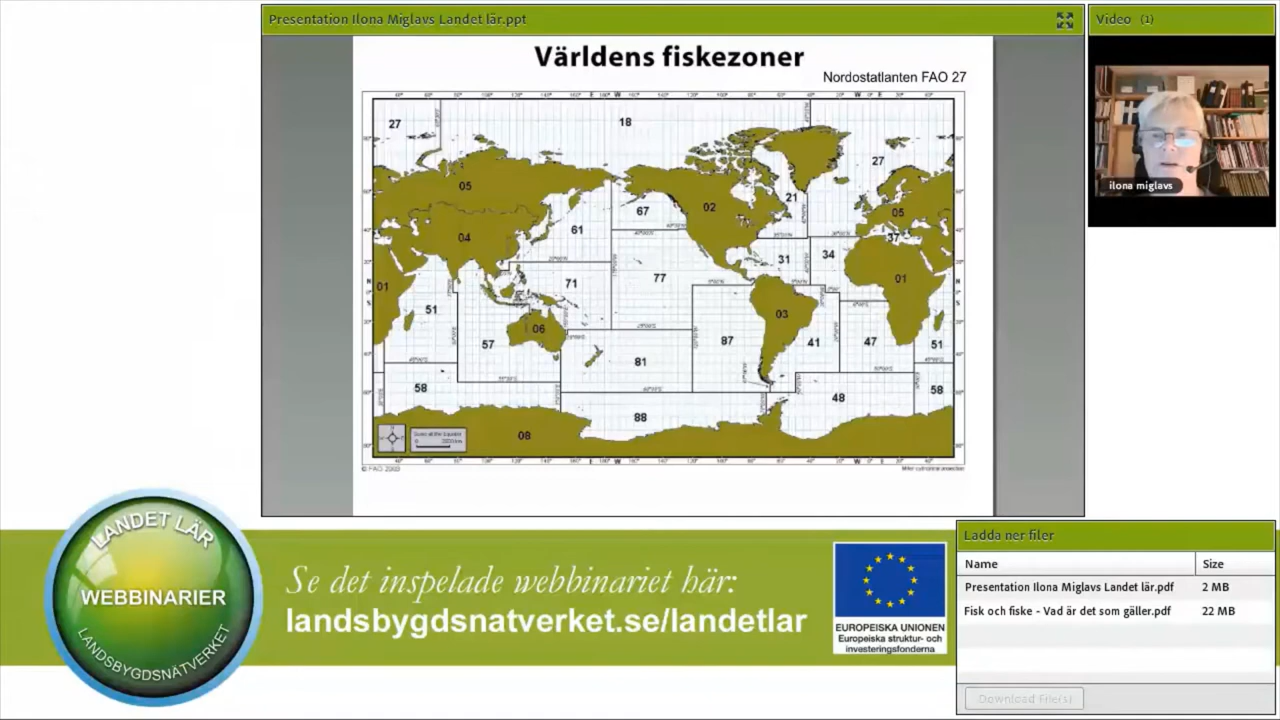 Presentation Ilona Miglavs Landet lär.ppt
Video (1)
Världens fiskezoner
Nordostatlanten FAO 27
27
18
27
05
21
02
05
67
04
61
37
31
34
77
71
01
01
51
03
06
57
87
41
47
51
81
58
58
48
88
08
© FAO 2003
ilona miglavs
LANDET LÄR
WEBBINARIER
LANDSBYGDSNÄTVERKET
Se det inspelade webbinariet här:
landsbygdsnatverket.se/landetlar
EUROPEISKA UNIONEN
Europeiska struktur- och
investeringsfonderna
Ladda ner filer
Name Size
Presentation Ilona Miglavs Landet lär.pdf 2 MB
Fisk och fiske - Vad är det som gäller.pdf 22 MB
Download File(s)